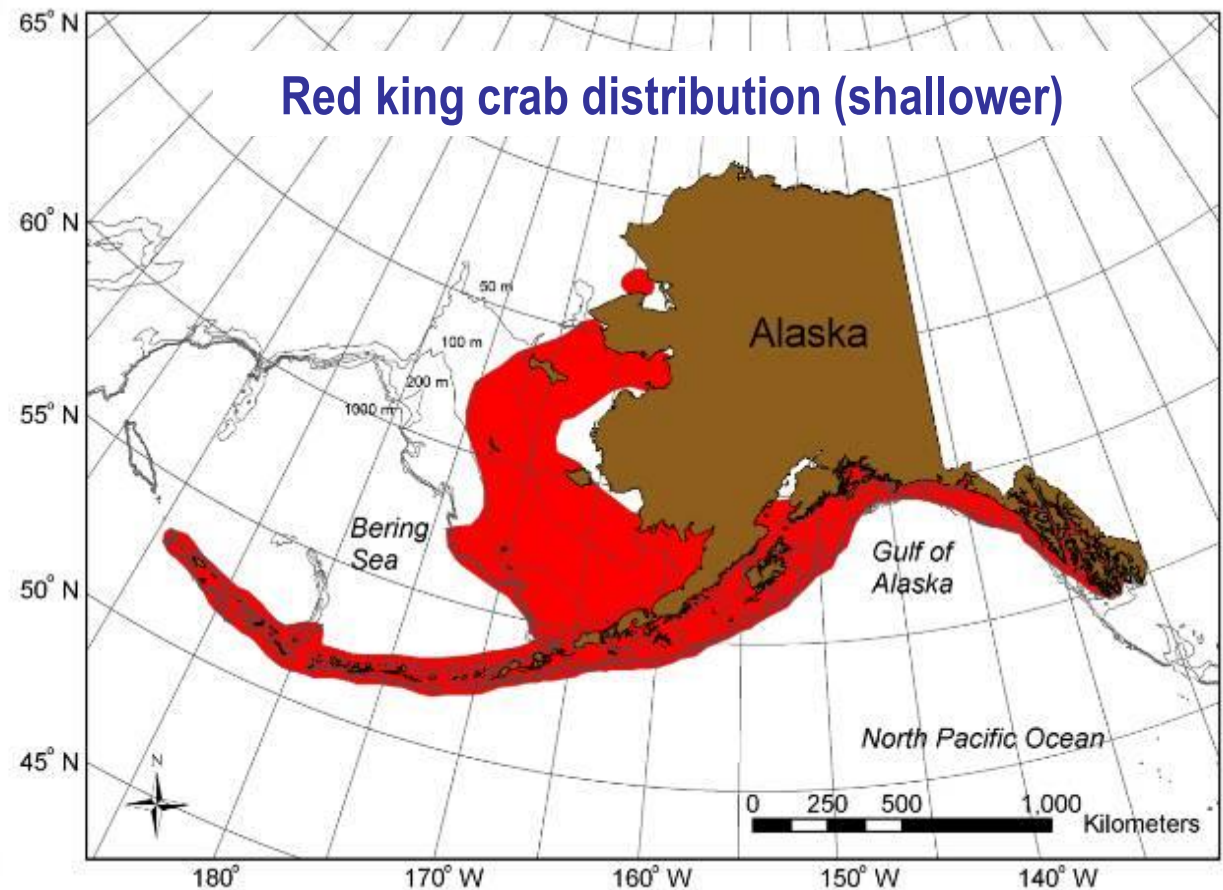 65° N
Red king crab distribution (shallower)
60° N
50 m
Alaska
100 m
200 m
1000 m
55° N
Bering
Sea
Gulf of
Alaska
50° N
North Pacific Ocean
45° N
N
0 250 500 1,000
Kilometers
180° 170° W 160° W 150° W 140° W